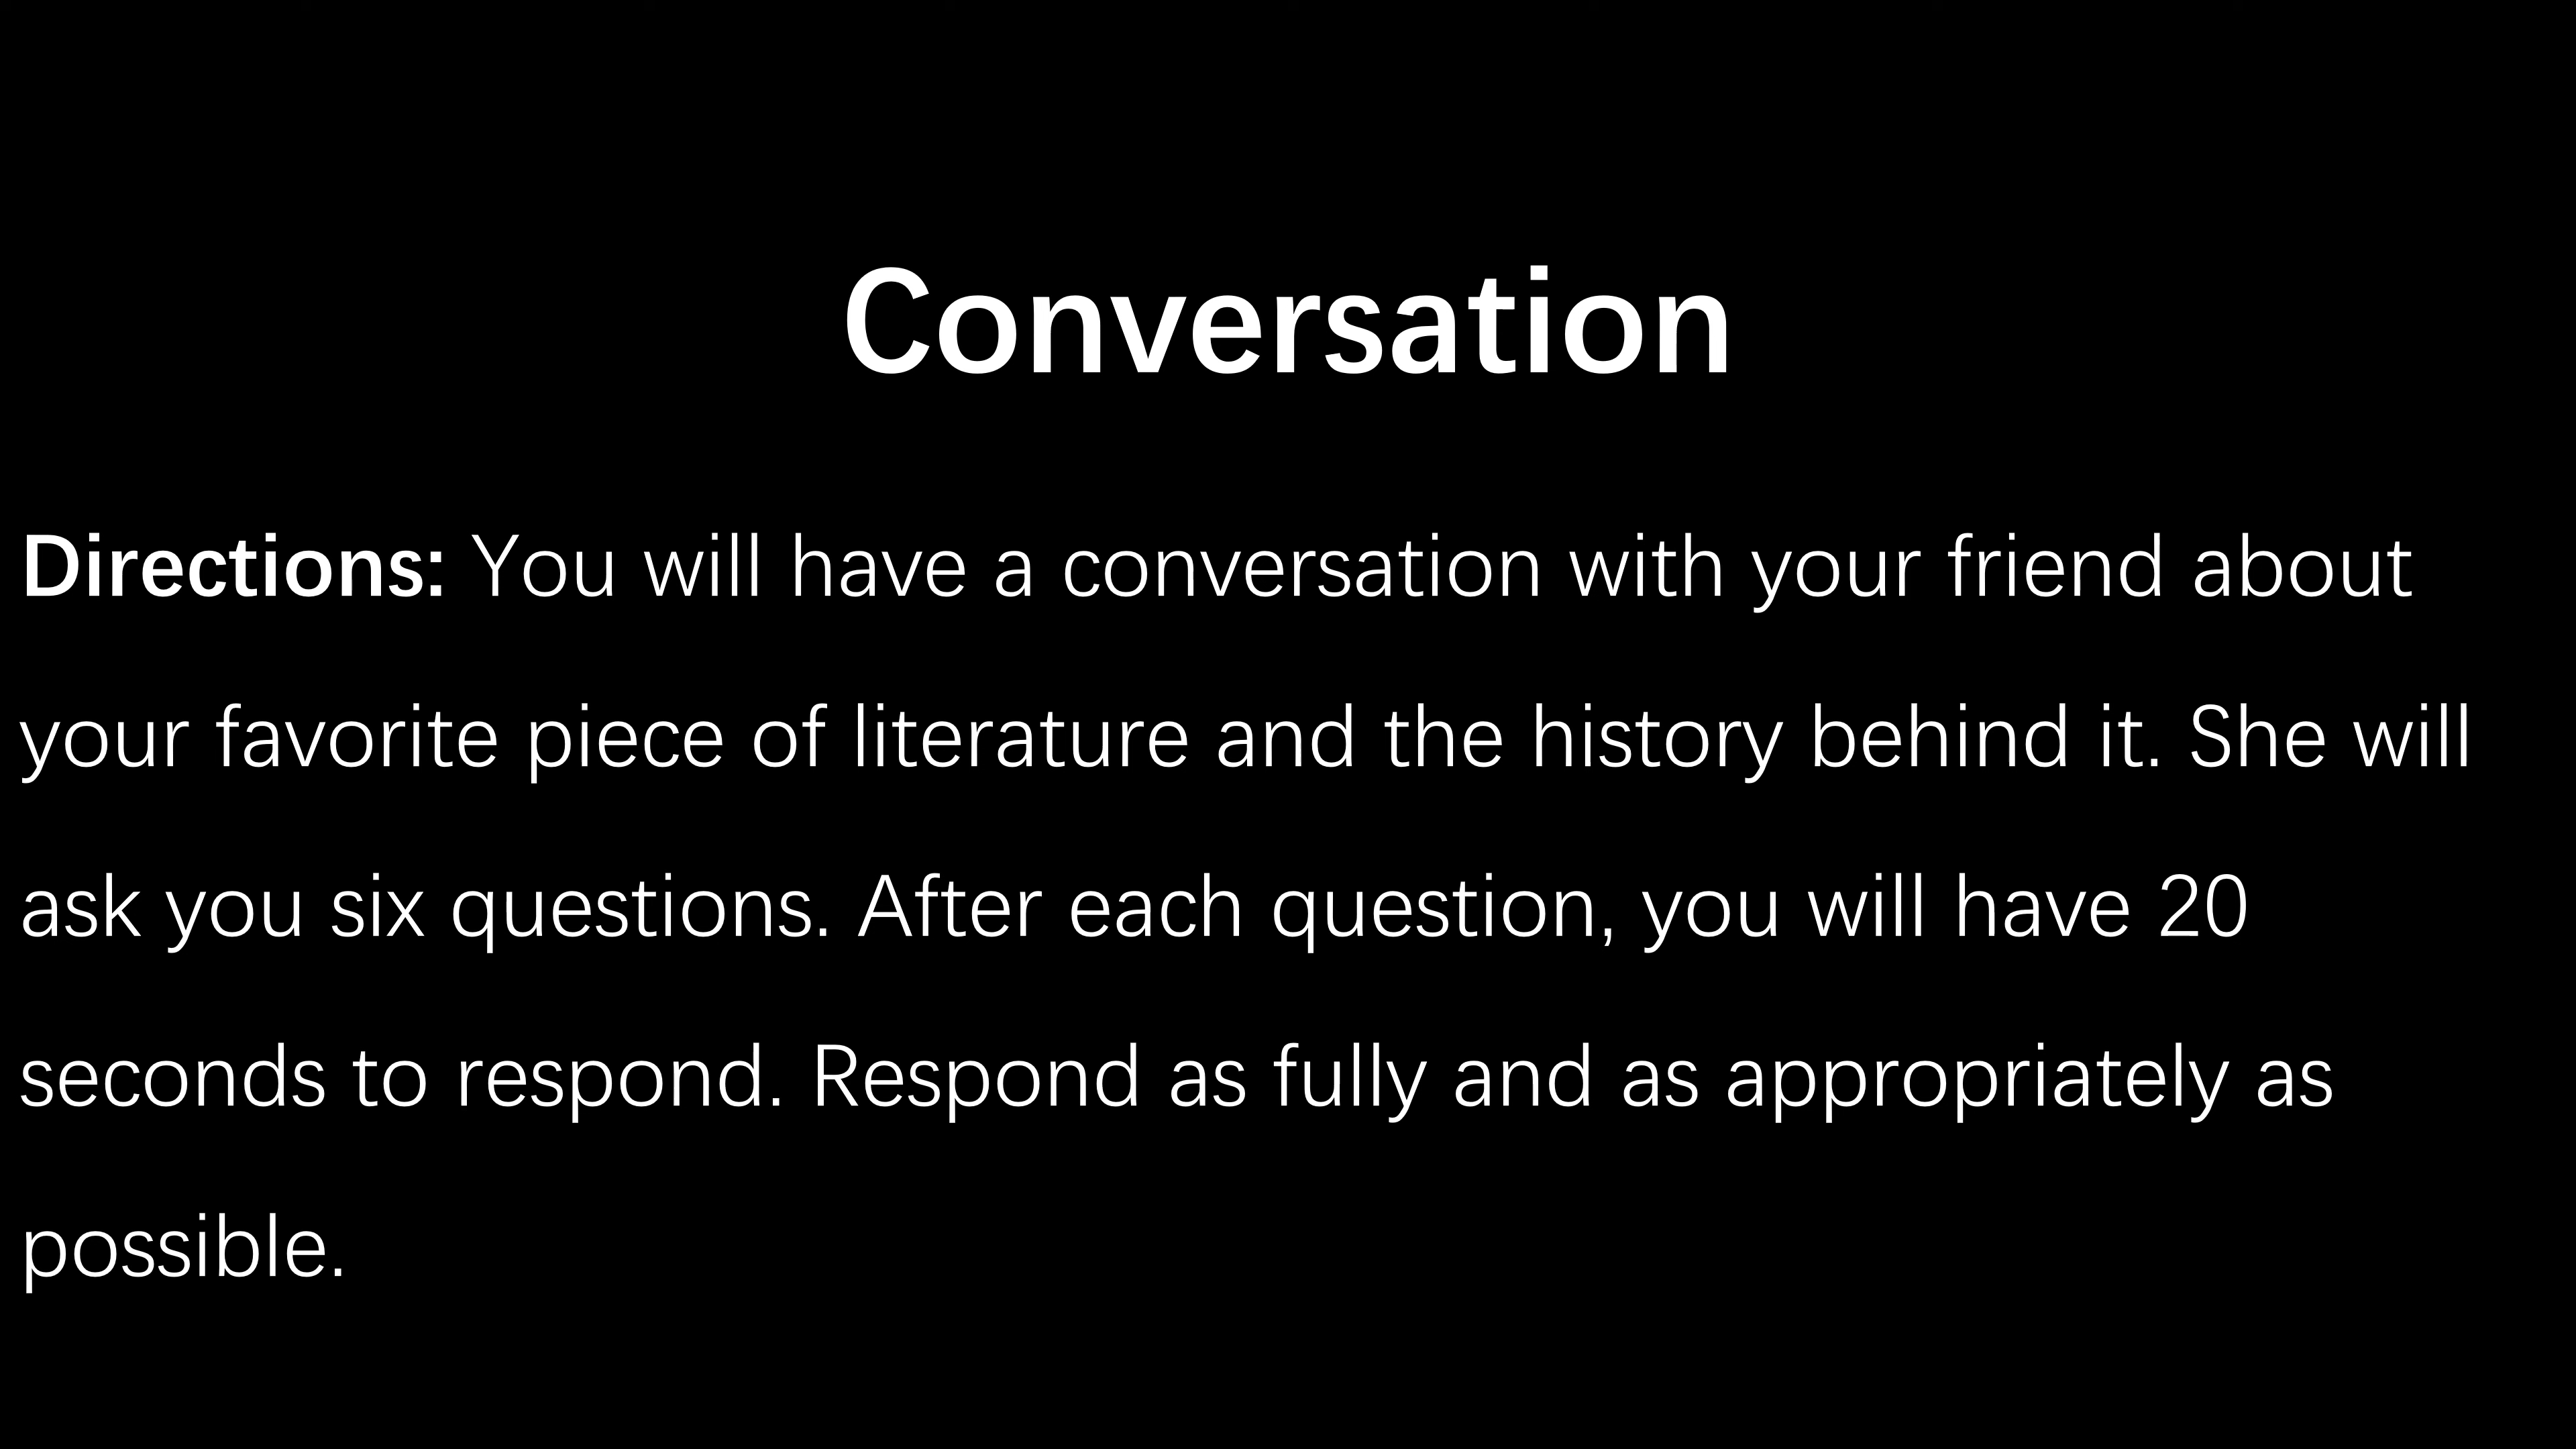 Conversation
Directions: You will have a conversation with your friend about
your favorite piece of literature and the history behind it. She will
ask you six questions. After each question, you will have 20
seconds to respond. Respond as fully and as appropriately as
possible.